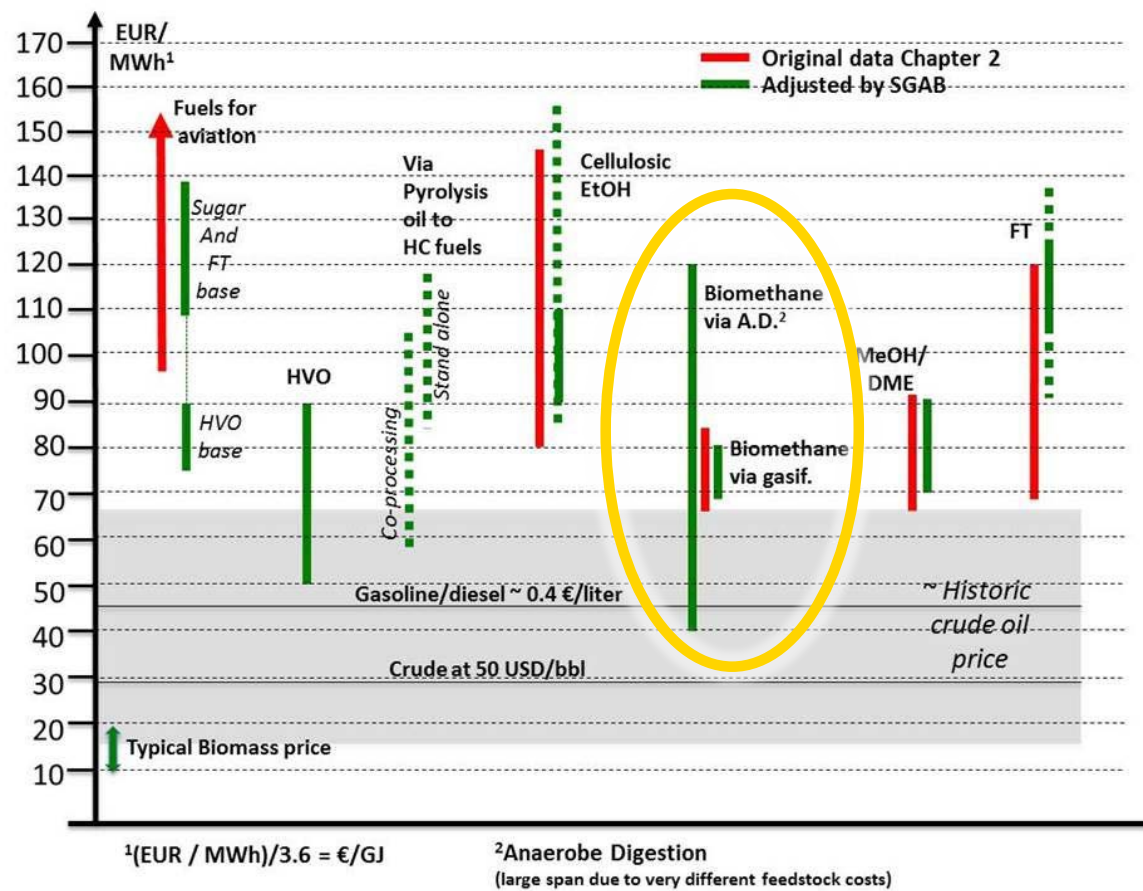 EUR/
MWh¹
170
160
150
140
130
120
110
100
90
80
70
60
50
40
30
20
10
Original data Chapter 2
Adjusted by SGAB
Fuels for
aviation
Sugar
And
FT
base
HVO
base
HVO
Via
Pyrolysis
oil to
HC fuels
Co-processing
Stand alone
Cellulosic
EtOH
Biomethane
via A.D.²
Biomethane
via gasif.
MeOH/
DME
FT
Gasoline/diesel ~ 0.4 €/liter
Crude at 50 USD/bbl
~ Historic
crude oil
price
Typical Biomass price
¹(EUR / MWh)/3.6 = €/GJ
²Anaerobe Digestion
(large span due to very different feedstock costs)